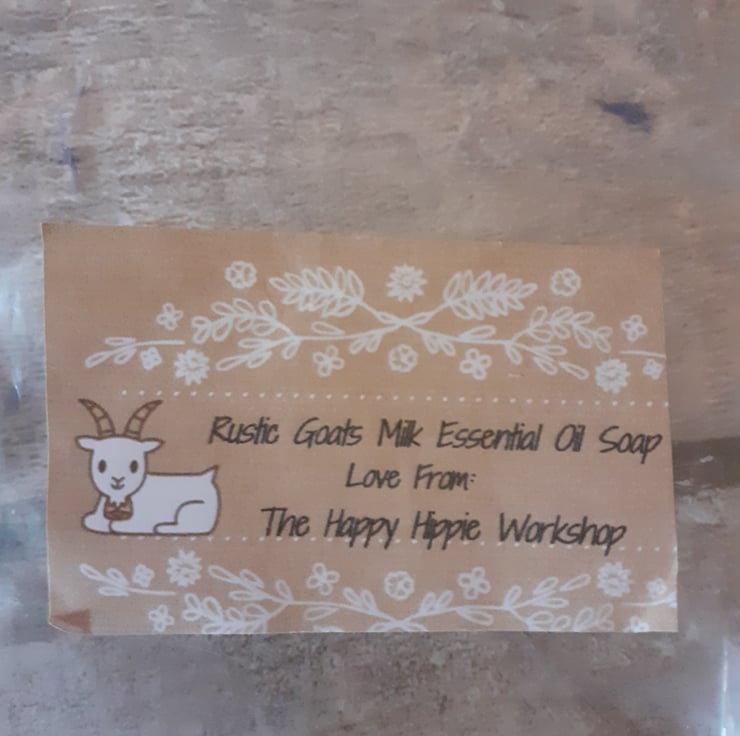 Rustic Goats Milk Essential Oil Soap
Love From:
The Happy Hippie Workshop